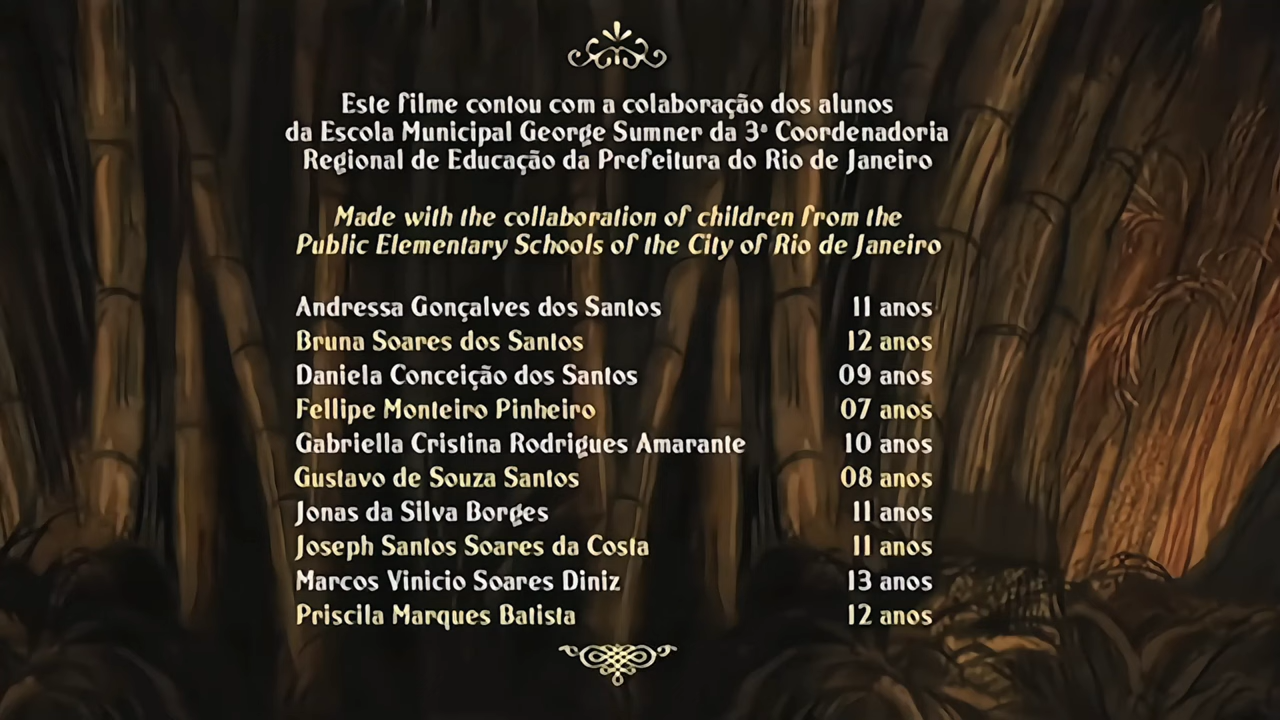 Este filme contou com a colaboração dos alunos
da Escola Municipal George Sumner da 3ª Coordenadoria
Regional de Educação da Prefeitura do Rio de Janeiro
Made with the collaboration of children from the
Public Elementary Schools of the City of Rio de Janeiro
Andressa Gonçalves dos Santos 11 anos
Bruna Soares dos Santos 12 anos
Daniela Conceição dos Santos 09 anos
Fellipe Monteiro Pinheiro 07 anos
Gabriella Cristina Rodrigues Amarante 10 anos
Gustavo de Souza Santos 08 anos
Jonas da Silva Borges 11 anos
Joseph Santos Soares da Costa 11 anos
Marcos Vinicio Soares Diniz 13 anos
Priscila Marques Batista 12 anos